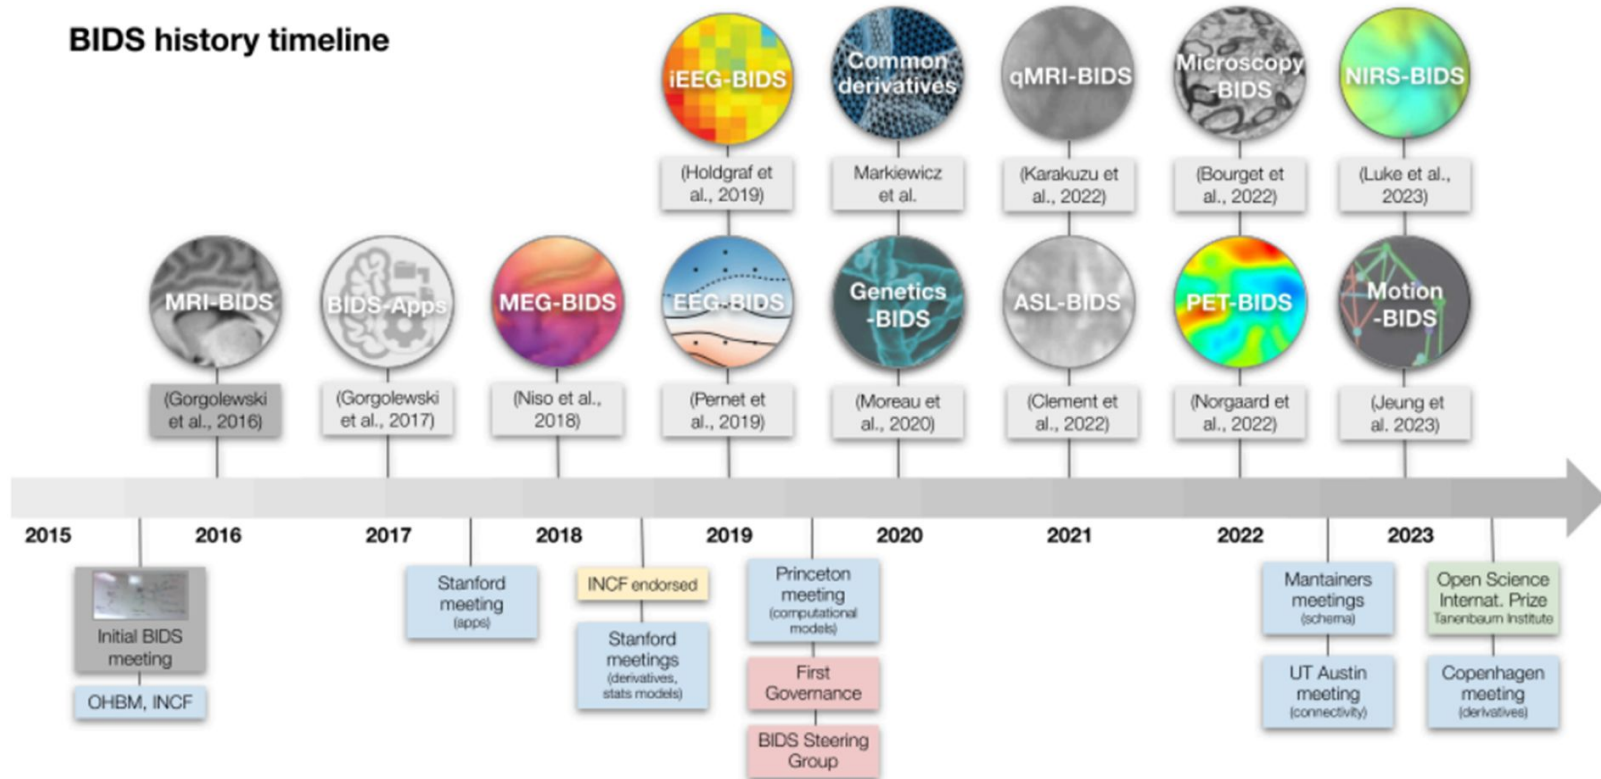 BIDS history timeline
iEEG-BIDS
(Holdgraf et
al., 2019)
Common
derivatives
Markiewicz
et al.
qMRI-BIDS
(Karakuzu et
al., 2022)
Microscopy
-BIDS
(Bourget et
al., 2022)
NIRS-BIDS
(Luke et al.,
2023)
MRI-BIDS
(Gorgolewski
et al., 2016)
BIDS-Apps
(Gorgolewski
et al., 2017)
MEG-BIDS
(Niso et al.,
2018)
EEG-BIDS
(Pernet et
al., 2019)
Genetics
-BIDS
(Moreau et
al., 2020)
ASL-BIDS
(Clement et
al., 2022)
PET-BIDS
(Norgaard et
al., 2022)
Motion
-BIDS
(Jeung et
al. 2023)
2015
2016
2017
2018
2019
2020
2021
2022
2023
Initial BIDS
meeting
OHBM, INCF
Stanford
meeting
(apps)
INCF endorsed
Stanford
meetings
(derivatives,
stats models)
Princeton
meeting
(computational
models)
First
Governance
BIDS Steering
Group
Mantainers
meetings
(schema)
UT Austin
meeting
(connectivity)
Open Science
Internat. Prize
Tanenbaum Institute
Copenhagen
meeting
(derivatives)